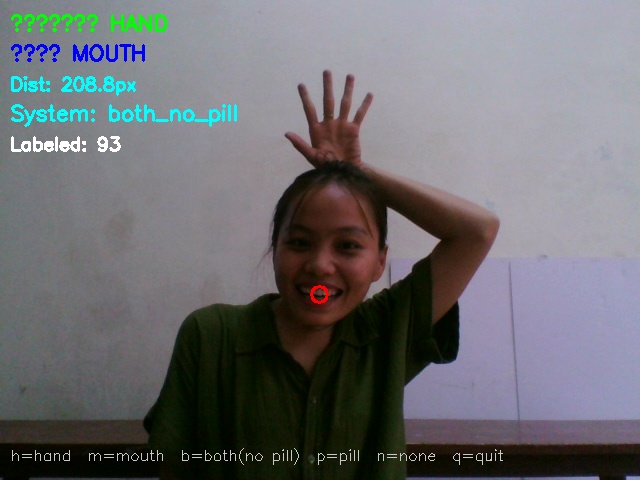 ??????? HAND
???? MOUTH
Dist: 208.8px
System: both_no_pill
Labeled: 93
h=hand m=mouth b=both(no pill) p=pill n=none q=quit